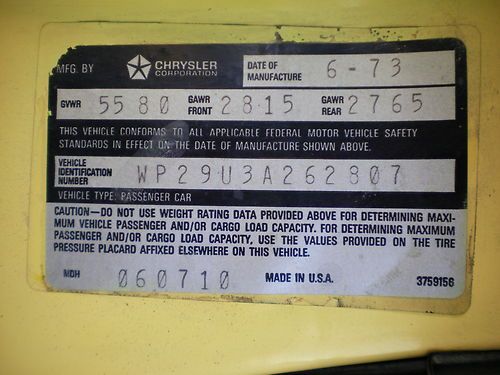 MFG. BY CHRYSLER CORPORATION DATE OF MANUFACTURE 6-73
GVWR 5580 GAWR FRONT 2815 GAWR REAR 2765
THIS VEHICLE CONFORMS TO ALL APPLICABLE FEDERAL MOTOR VEHICLE SAFETY
STANDARDS IN EFFECT ON THE DATE OF MANUFACTURE SHOWN ABOVE.
VEHICLE IDENTIFICATION NUMBER WP29U3A262807
VEHICLE TYPE: PASSENGER CAR
CAUTION—DO NOT USE WEIGHT RATING DATA PROVIDED ABOVE FOR DETERMINING MAXI-
MUM VEHICLE PASSENGER AND/OR CARGO LOAD CAPACITY. FOR DETERMINING MAXIMUM
PASSENGER AND/OR CARGO LOAD CAPACITY, USE THE VALUES PROVIDED ON THE TIRE
PRESSURE PLACARD AFFIXED ELSEWHERE ON THIS VEHICLE.
MDH 060710 MADE IN U.S.A. 3759156